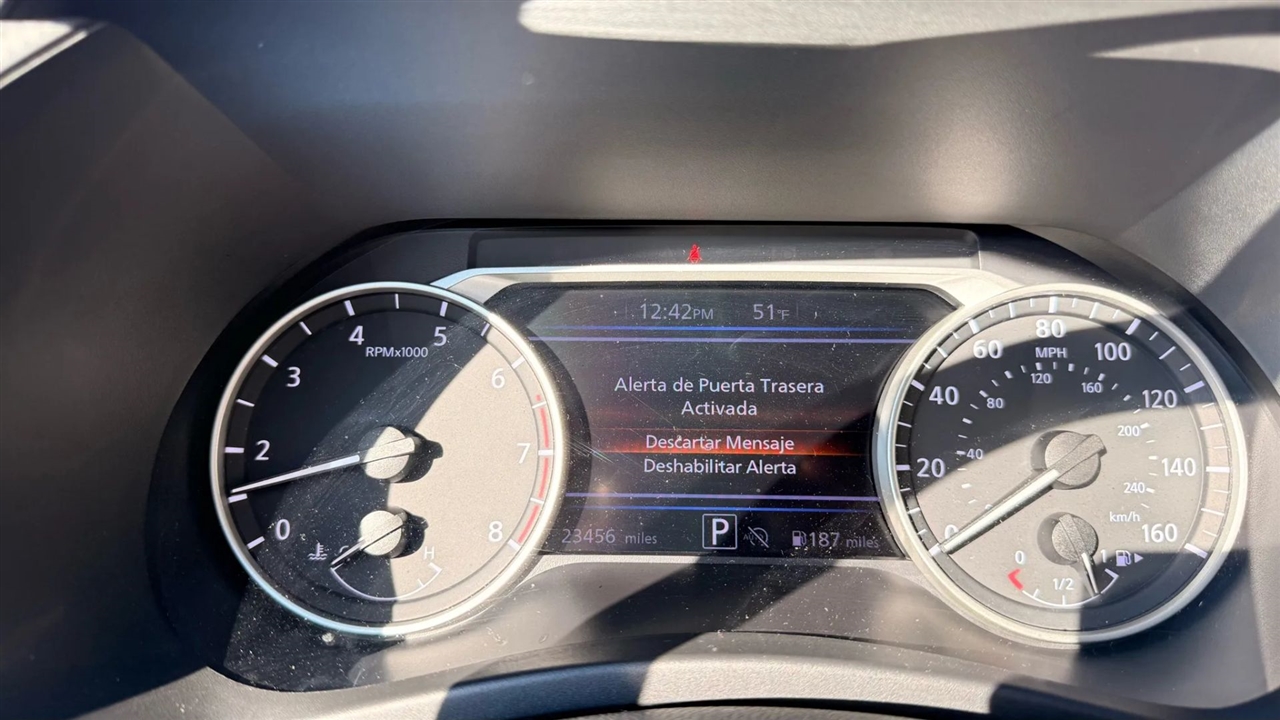 12:42PM 51°F
Alerta de Puerta Trasera
Activada
Descartar Mensaje
Deshabilitar Alerta
23456 miles P 187 miles
0 2 3 4 5 6 7 8
RPMx1000
H
0 20 40 60 80 100 120 140 160
MPH
40 80 120 160 200 240
km/h
0 1/2 1